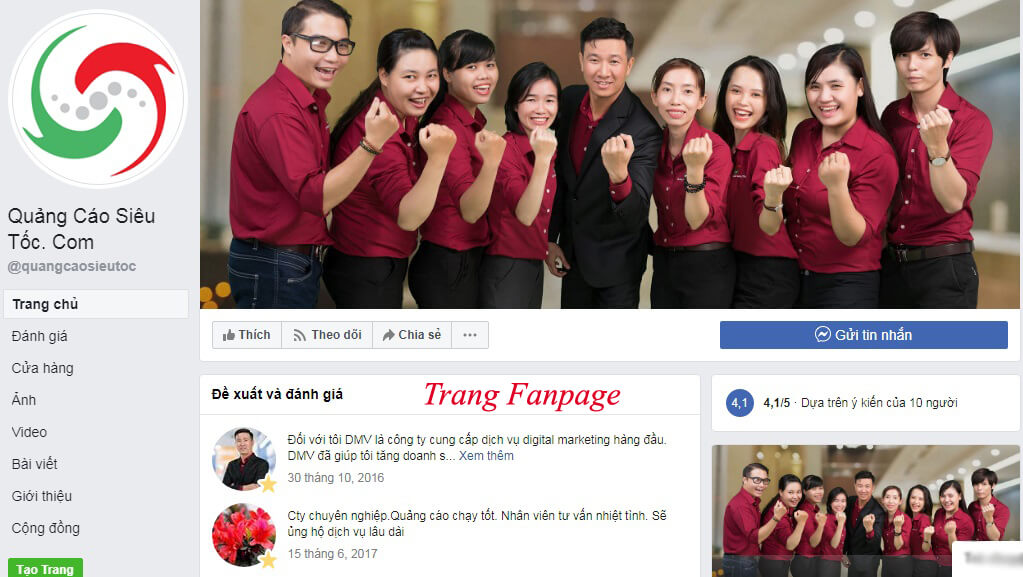 Quảng Cáo Siêu
Tốc. Com
@quangcaosieutoc
Trang chủ
Đánh giá
Cửa hàng
Ảnh
Video
Bài viết
Giới thiệu
Cộng đồng
Tạo Trang
Thích
Theo dõi
Chia sẻ
Gửi tin nhắn
Đề xuất và đánh giá
Trang Fanpage
Đối với tôi DMV là công ty cung cấp dịch vụ digital marketing hàng đầu.
DMV đã giúp tôi tăng doanh s... Xem thêm
30 tháng 10, 2016
Cty chuyên nghiệp.Quảng cáo chạy tốt. Nhân viên tư vấn nhiệt tình. Sẽ
ủng hộ dịch vụ lâu dài
15 tháng 6, 2017
4,1
4,1/5 · Dựa trên ý kiến của 10 người